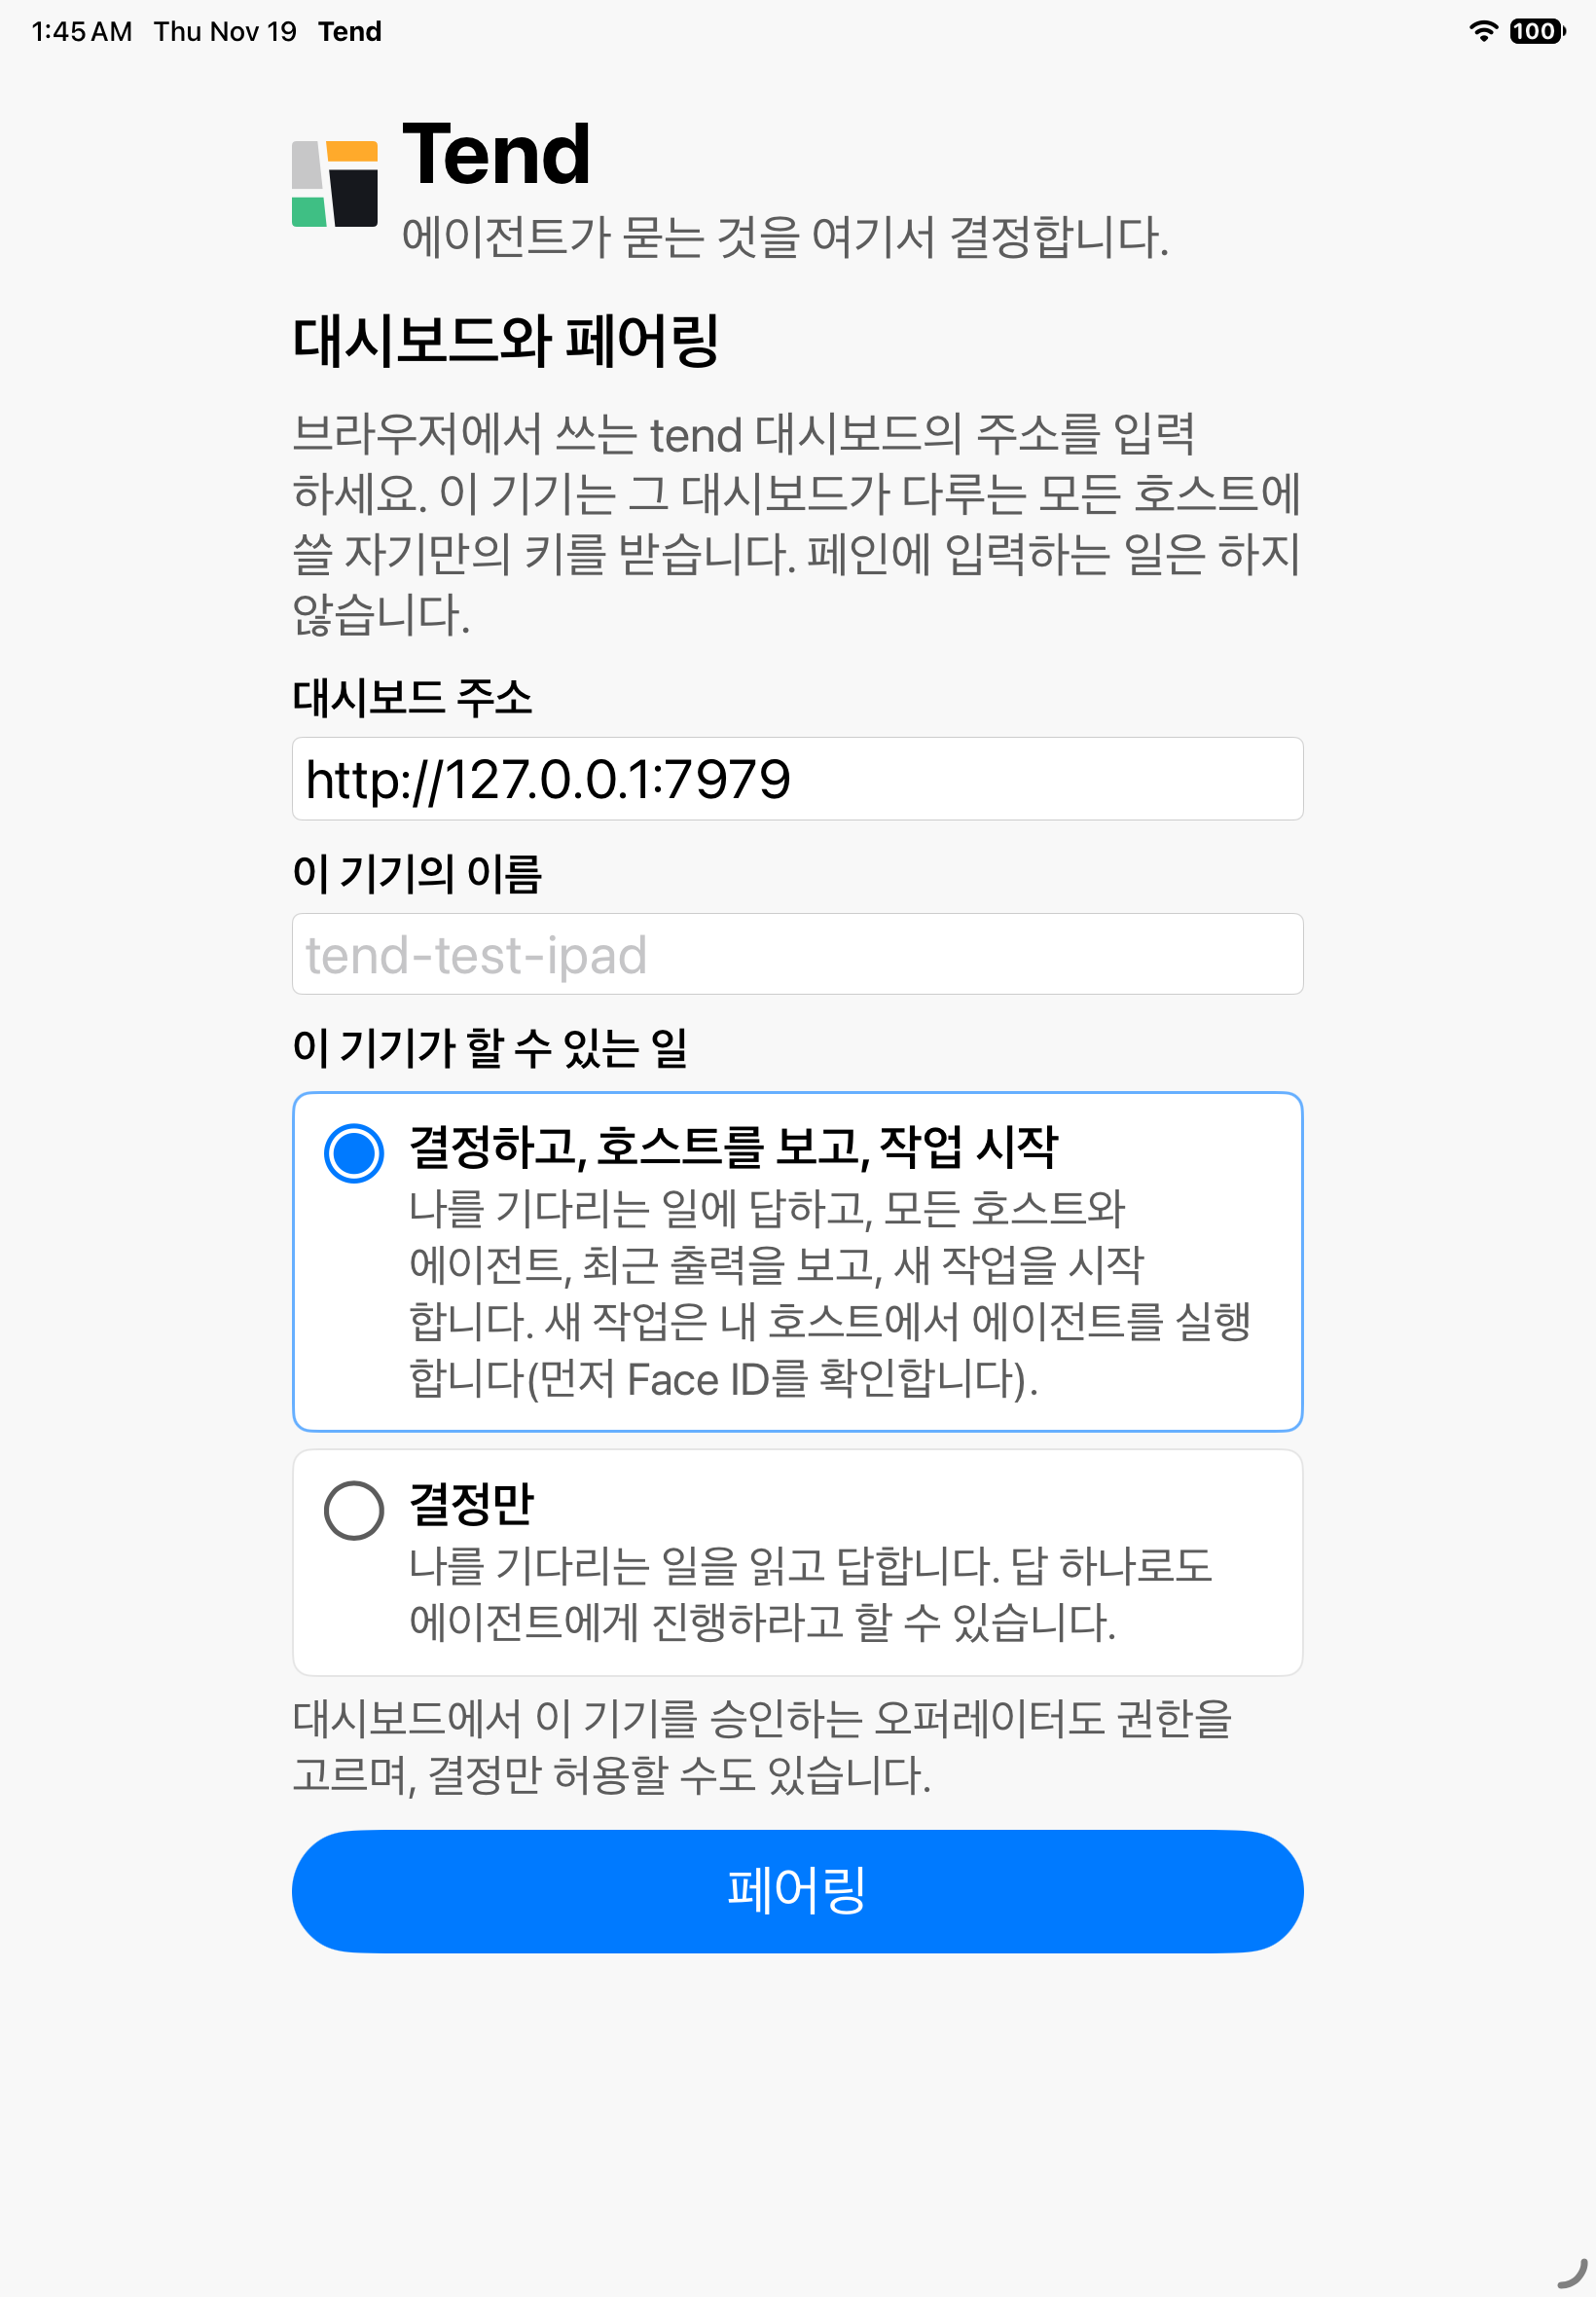 1:45 AM Thu Nov 19 Tend
100
Tend
에이전트가 묻는 것을 여기서 결정합니다.
대시보드와 페어링
브라우저에서 쓰는 tend 대시보드의 주소를 입력
하세요. 이 기기는 그 대시보드가 다루는 모든 호스트에
쓸 자기만의 키를 받습니다. 페인에 입력하는 일은 하지
않습니다.
대시보드 주소
http://127.0.0.1:7979
이 기기의 이름
tend-test-ipad
이 기기가 할 수 있는 일
결정하고, 호스트를 보고, 작업 시작
나를 기다리는 일에 답하고, 모든 호스트와
에이전트, 최근 출력을 보고, 새 작업을 시작
합니다. 새 작업은 내 호스트에서 에이전트를 실행
합니다(먼저 Face ID를 확인합니다).
결정만
나를 기다리는 일을 읽고 답합니다. 답 하나로도
에이전트에게 진행하라고 할 수 있습니다.
대시보드에서 이 기기를 승인하는 오퍼레이터도 권한을
고르며, 결정만 허용할 수도 있습니다.
페어링